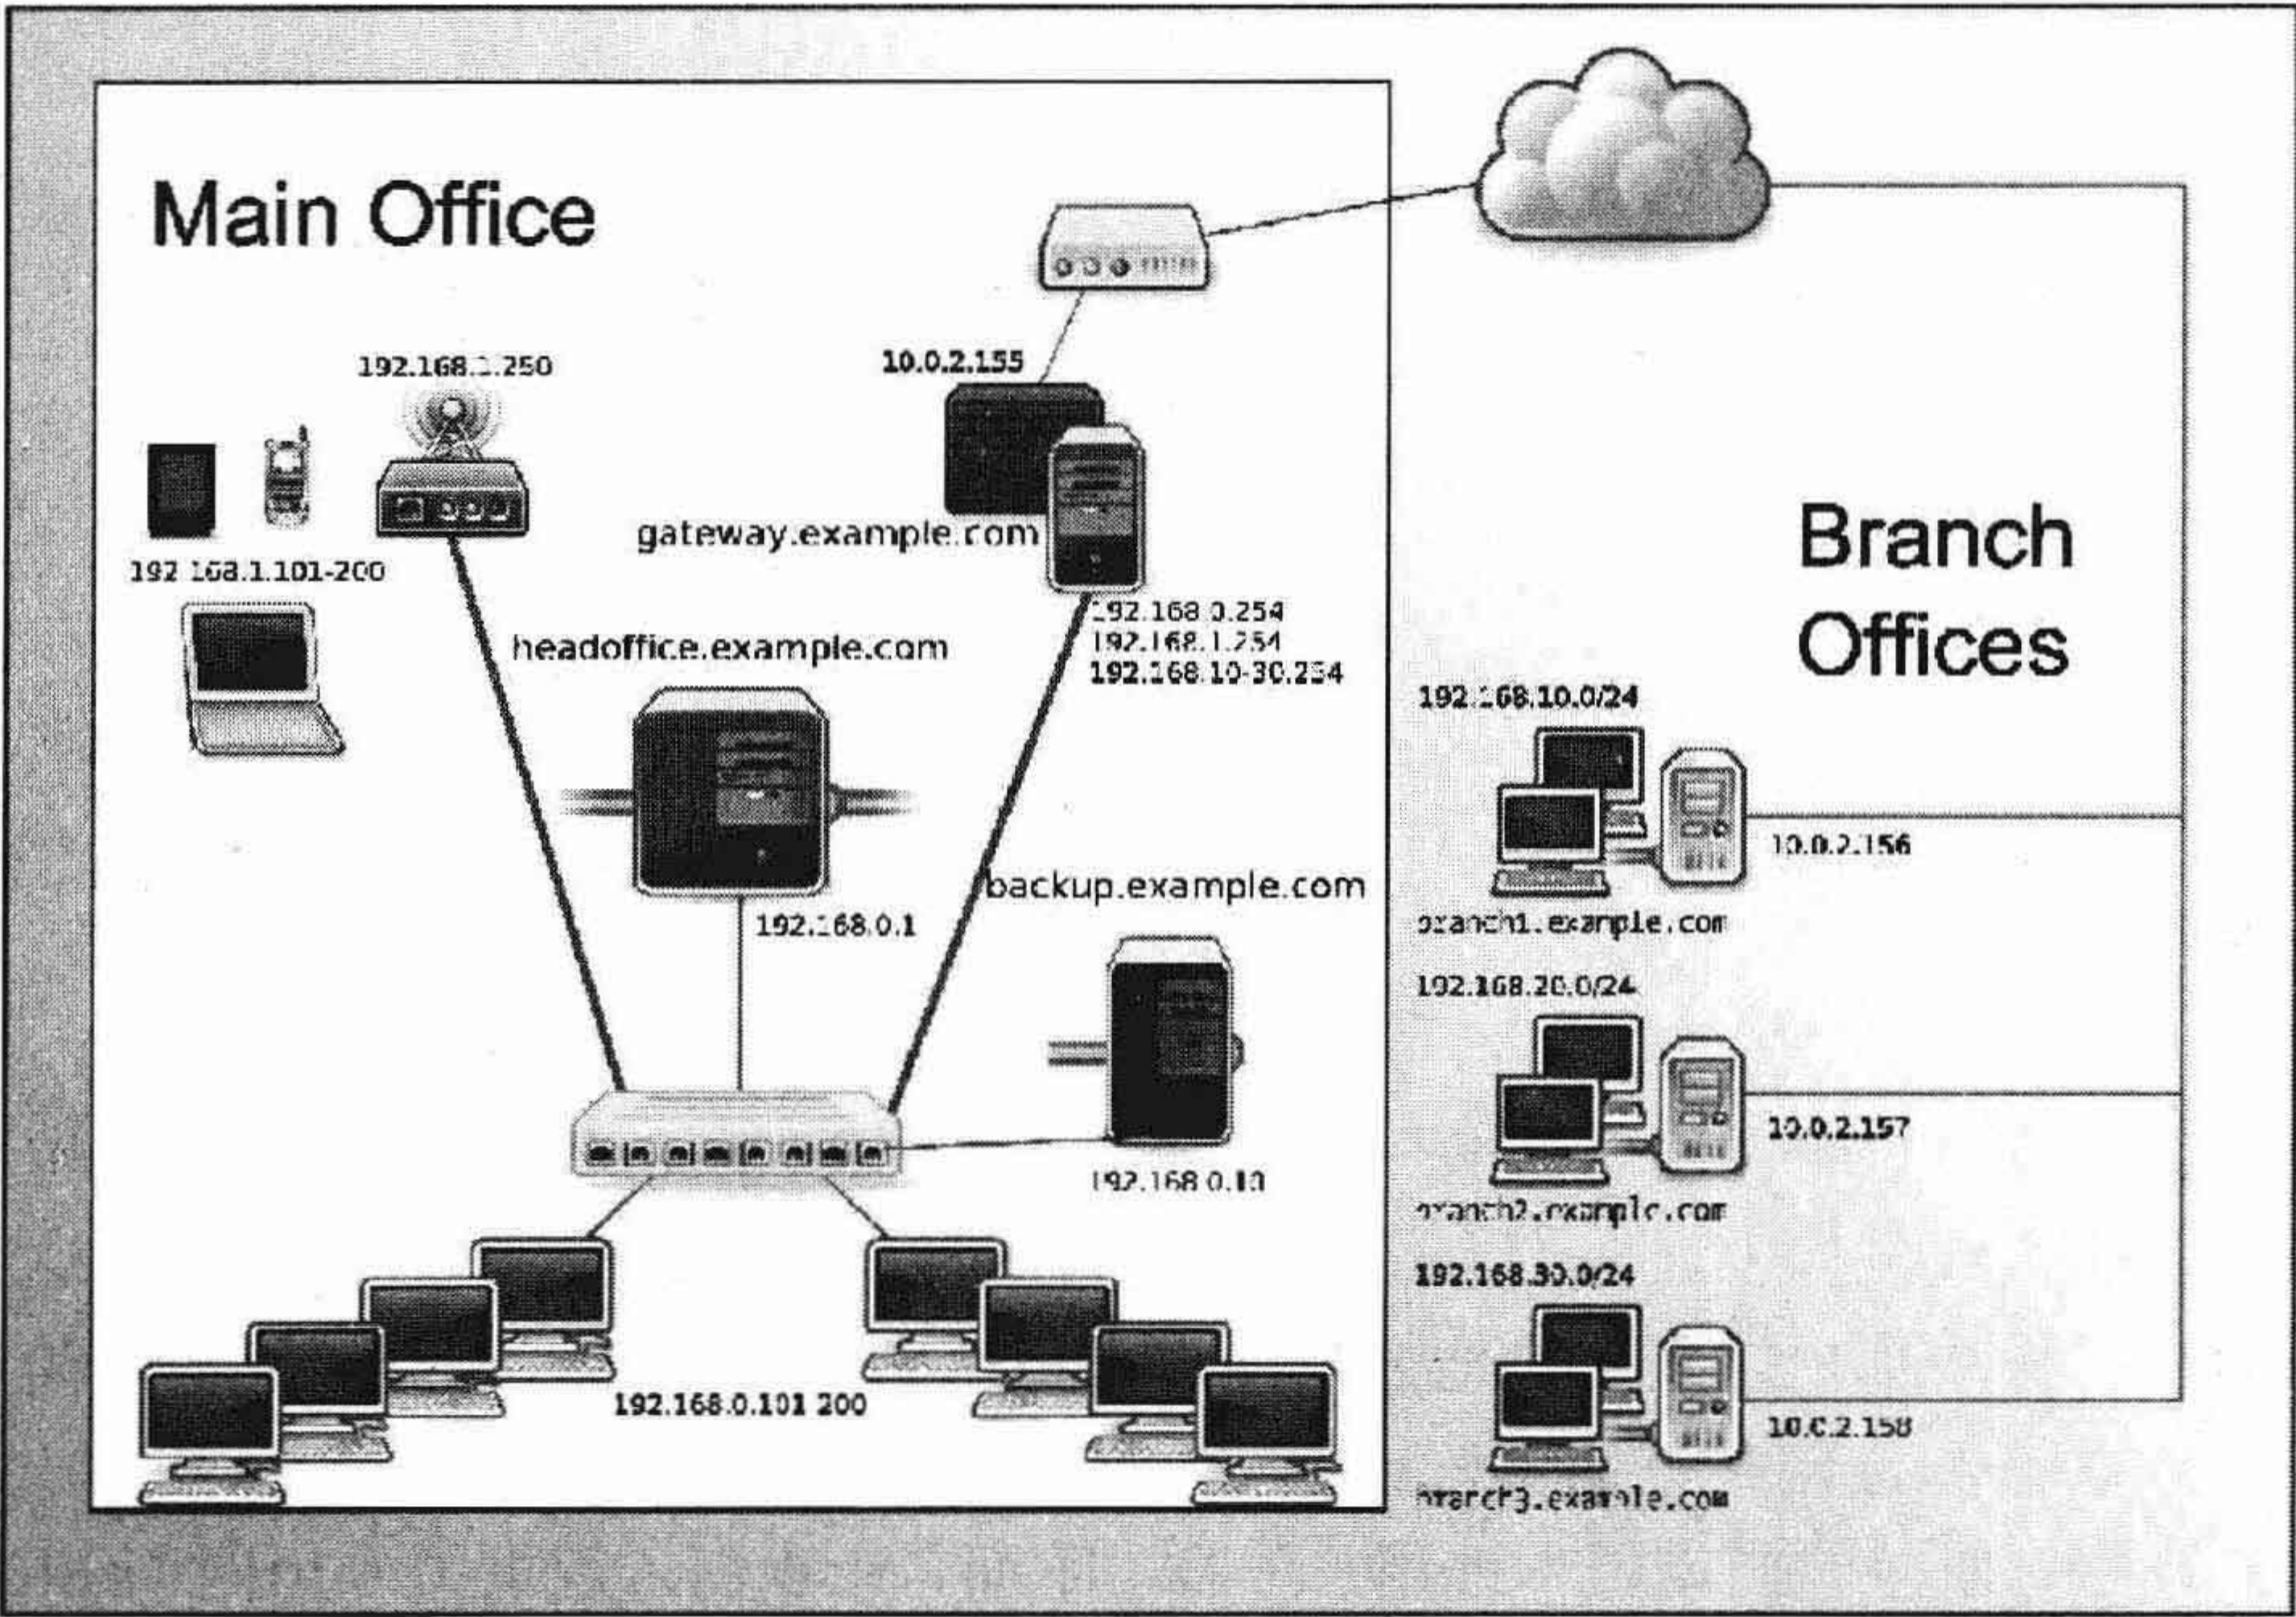 Main Office
192.168.1.250
10.0.2.155
gateway.example.com
192.168.1.101-200
192.168.0.254
192.168.1.254
192.168.10-30.254
headoffice.example.com
192.168.0.1
backup.example.com
192.168.0.10
192.168.0.101 200
Branch
Offices
192.168.10.0/24
10.0.2.156
branch1.example.com
192.168.20.0/24
10.0.2.157
branch2.example.com
192.168.30.0/24
10.0.2.158
branch3.example.com